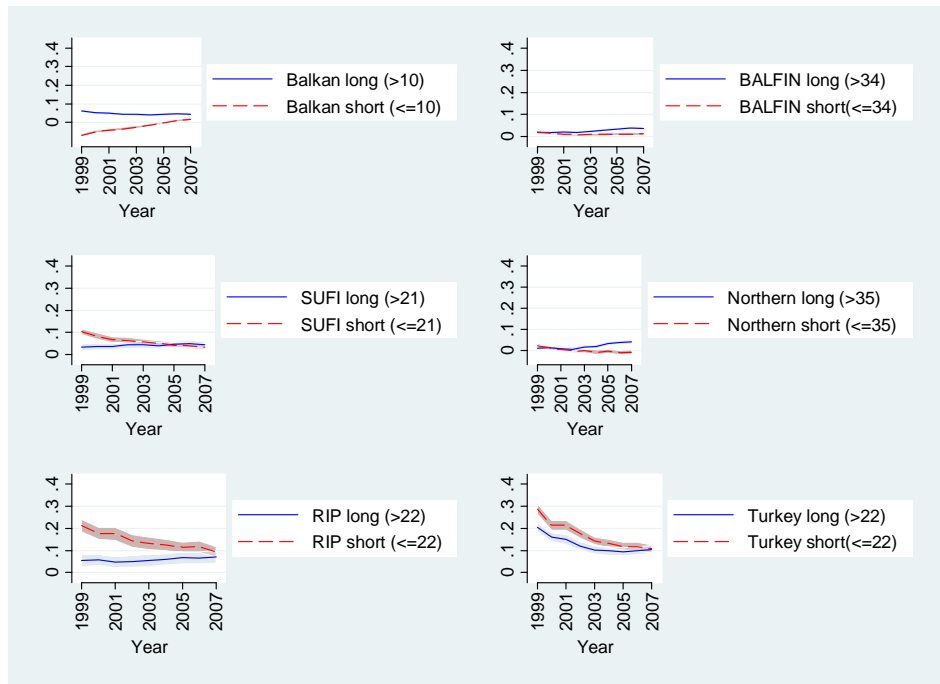 0 .1 .2 .3 .4
1999 2001 2003 2005 2007
Year
Balkan long (>10)
Balkan short (<=10)
0 .1 .2 .3 .4
1999 2001 2003 2005 2007
Year
BALFIN long (>34)
BALFIN short(<=34)
0 .1 .2 .3 .4
1999 2001 2003 2005 2007
Year
SUFI long (>21)
SUFI short (<=21)
0 .1 .2 .3 .4
1999 2001 2003 2005 2007
Year
Northern long (>35)
Northern short (<=35)
0 .1 .2 .3 .4
1999 2001 2003 2005 2007
Year
RIP long (>22)
RIP short (<=22)
0 .1 .2 .3 .4
1999 2001 2003 2005 2007
Year
Turkey long (>22)
Turkey short(<=22)